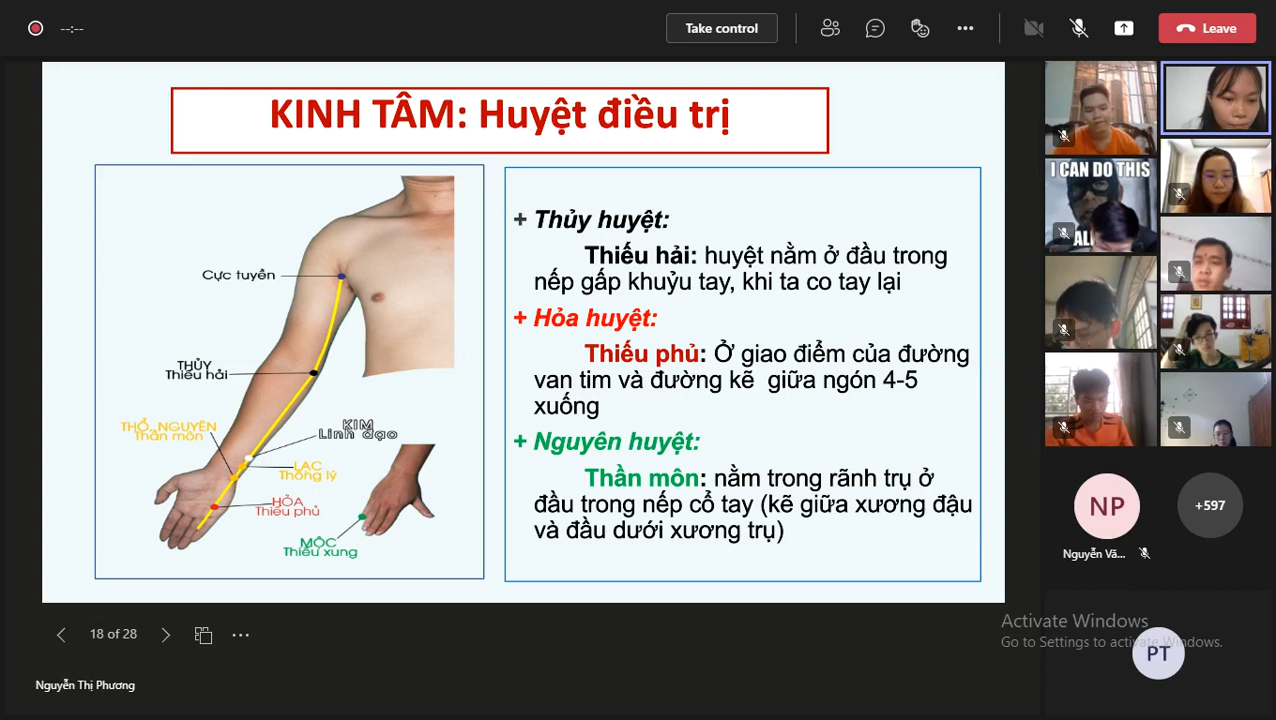 --:--
Take control
Leave
KINH TÂM: Huyệt điều trị
Cực tuyền
THỦY
Thiếu hải
THỔ, NGUYÊN
Thần môn
KIM
Linh đạo
LẠC
Thông lý
HỎA
Thiếu phủ
MỘC
Thiếu xung
+ Thủy huyệt:
Thiếu hải: huyệt nằm ở đầu trong
nếp gấp khuỷu tay, khi ta co tay lại
+ Hỏa huyệt:
Thiếu phủ: Ở giao điểm của đường
van tim và đường kẽ giữa ngón 4-5
xuống
+ Nguyên huyệt:
Thần môn: nằm trong rãnh trụ ở
đầu trong nếp cổ tay (kẽ giữa xương đậu
và đầu dưới xương trụ)
I CAN DO THIS
ALL
NP
+597
Nguyễn Vă...
PT
Activate Windows
Go to Settings to activate Windows.
18 of 28
Nguyễn Thị Phương